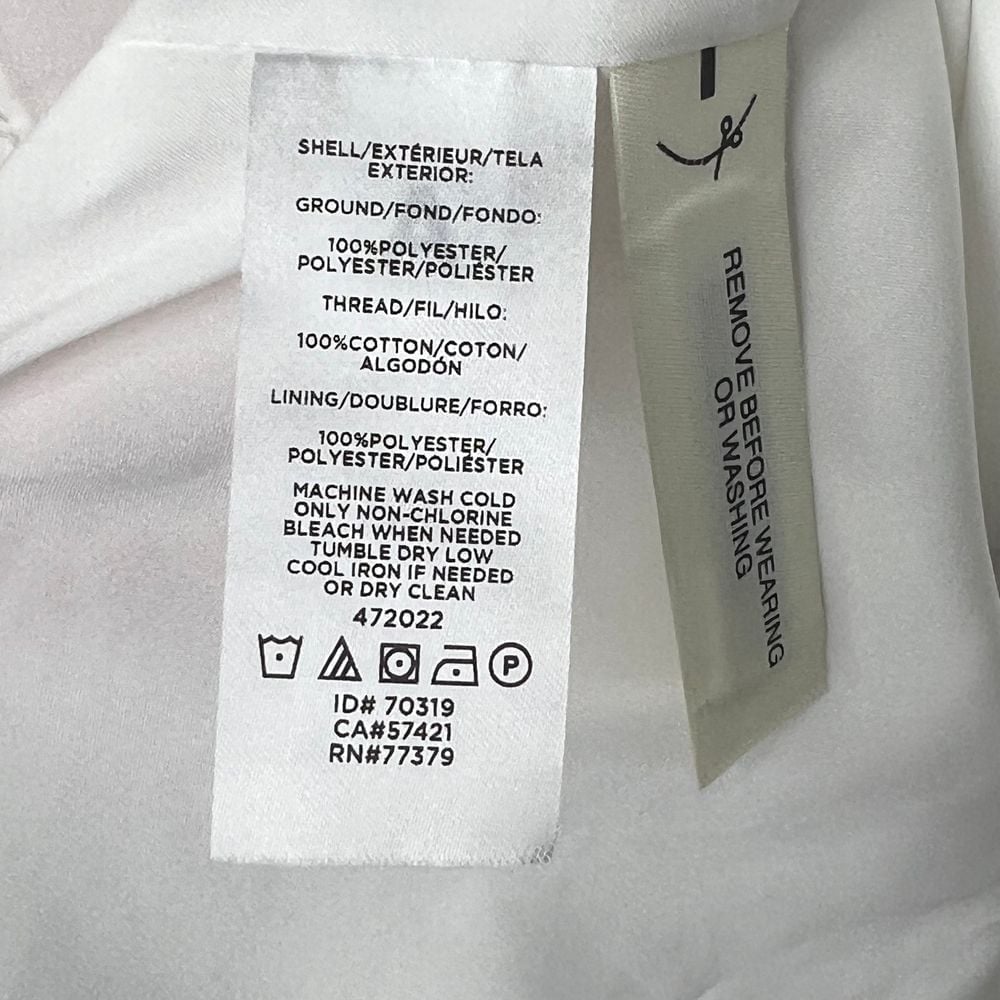 SHELL/EXTÉRIEUR/TELA
EXTERIOR:
GROUND/FOND/FONDO:
100%POLYESTER/
POLYESTER/POLIÉSTER
THREAD/FIL/HILO:
100%COTTON/COTON/
ALGODÓN
LINING/DOUBLURE/FORRO:
100%POLYESTER/
POLYESTER/POLIÉSTER
MACHINE WASH COLD
ONLY NON-CHLORINE
BLEACH WHEN NEEDED
TUMBLE DRY LOW
COOL IRON IF NEEDED
OR DRY CLEAN
472022
P
ID# 70319
CA#57421
RN#77379
REMOVE BEFORE WEARING
OR WASHING